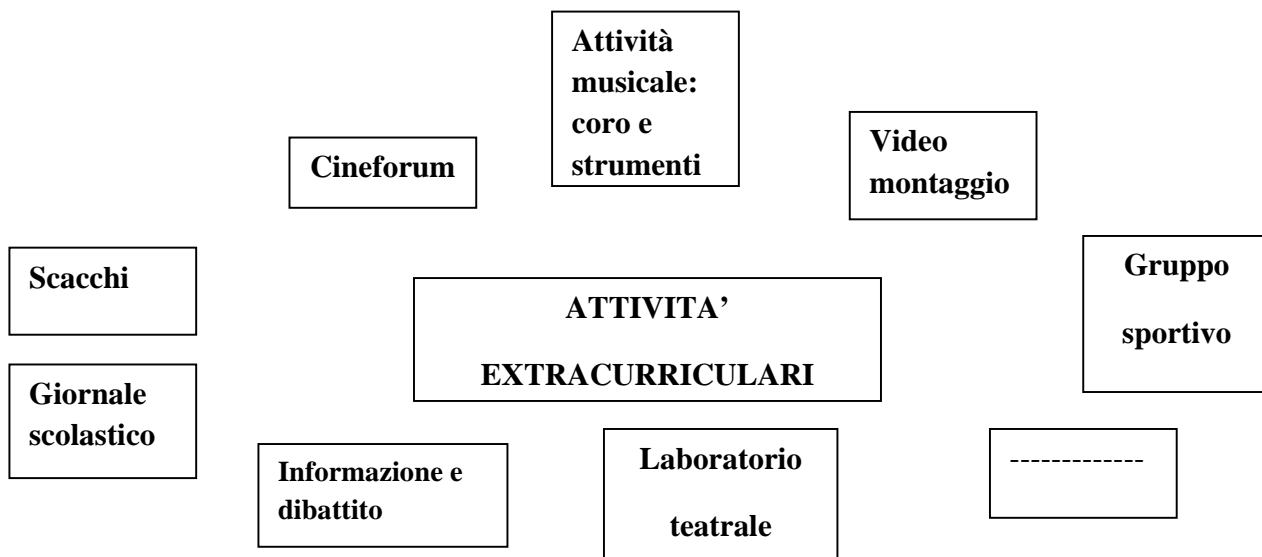 Attività
musicale:
coro e
strumenti
Cineforum
Video
montaggio
Scacchi
Gruppo
sportivo
ATTIVITA’
EXTRACURRICULARI
Giornale
scolastico
Informazione e
dibattito
Laboratorio
teatrale
-------------